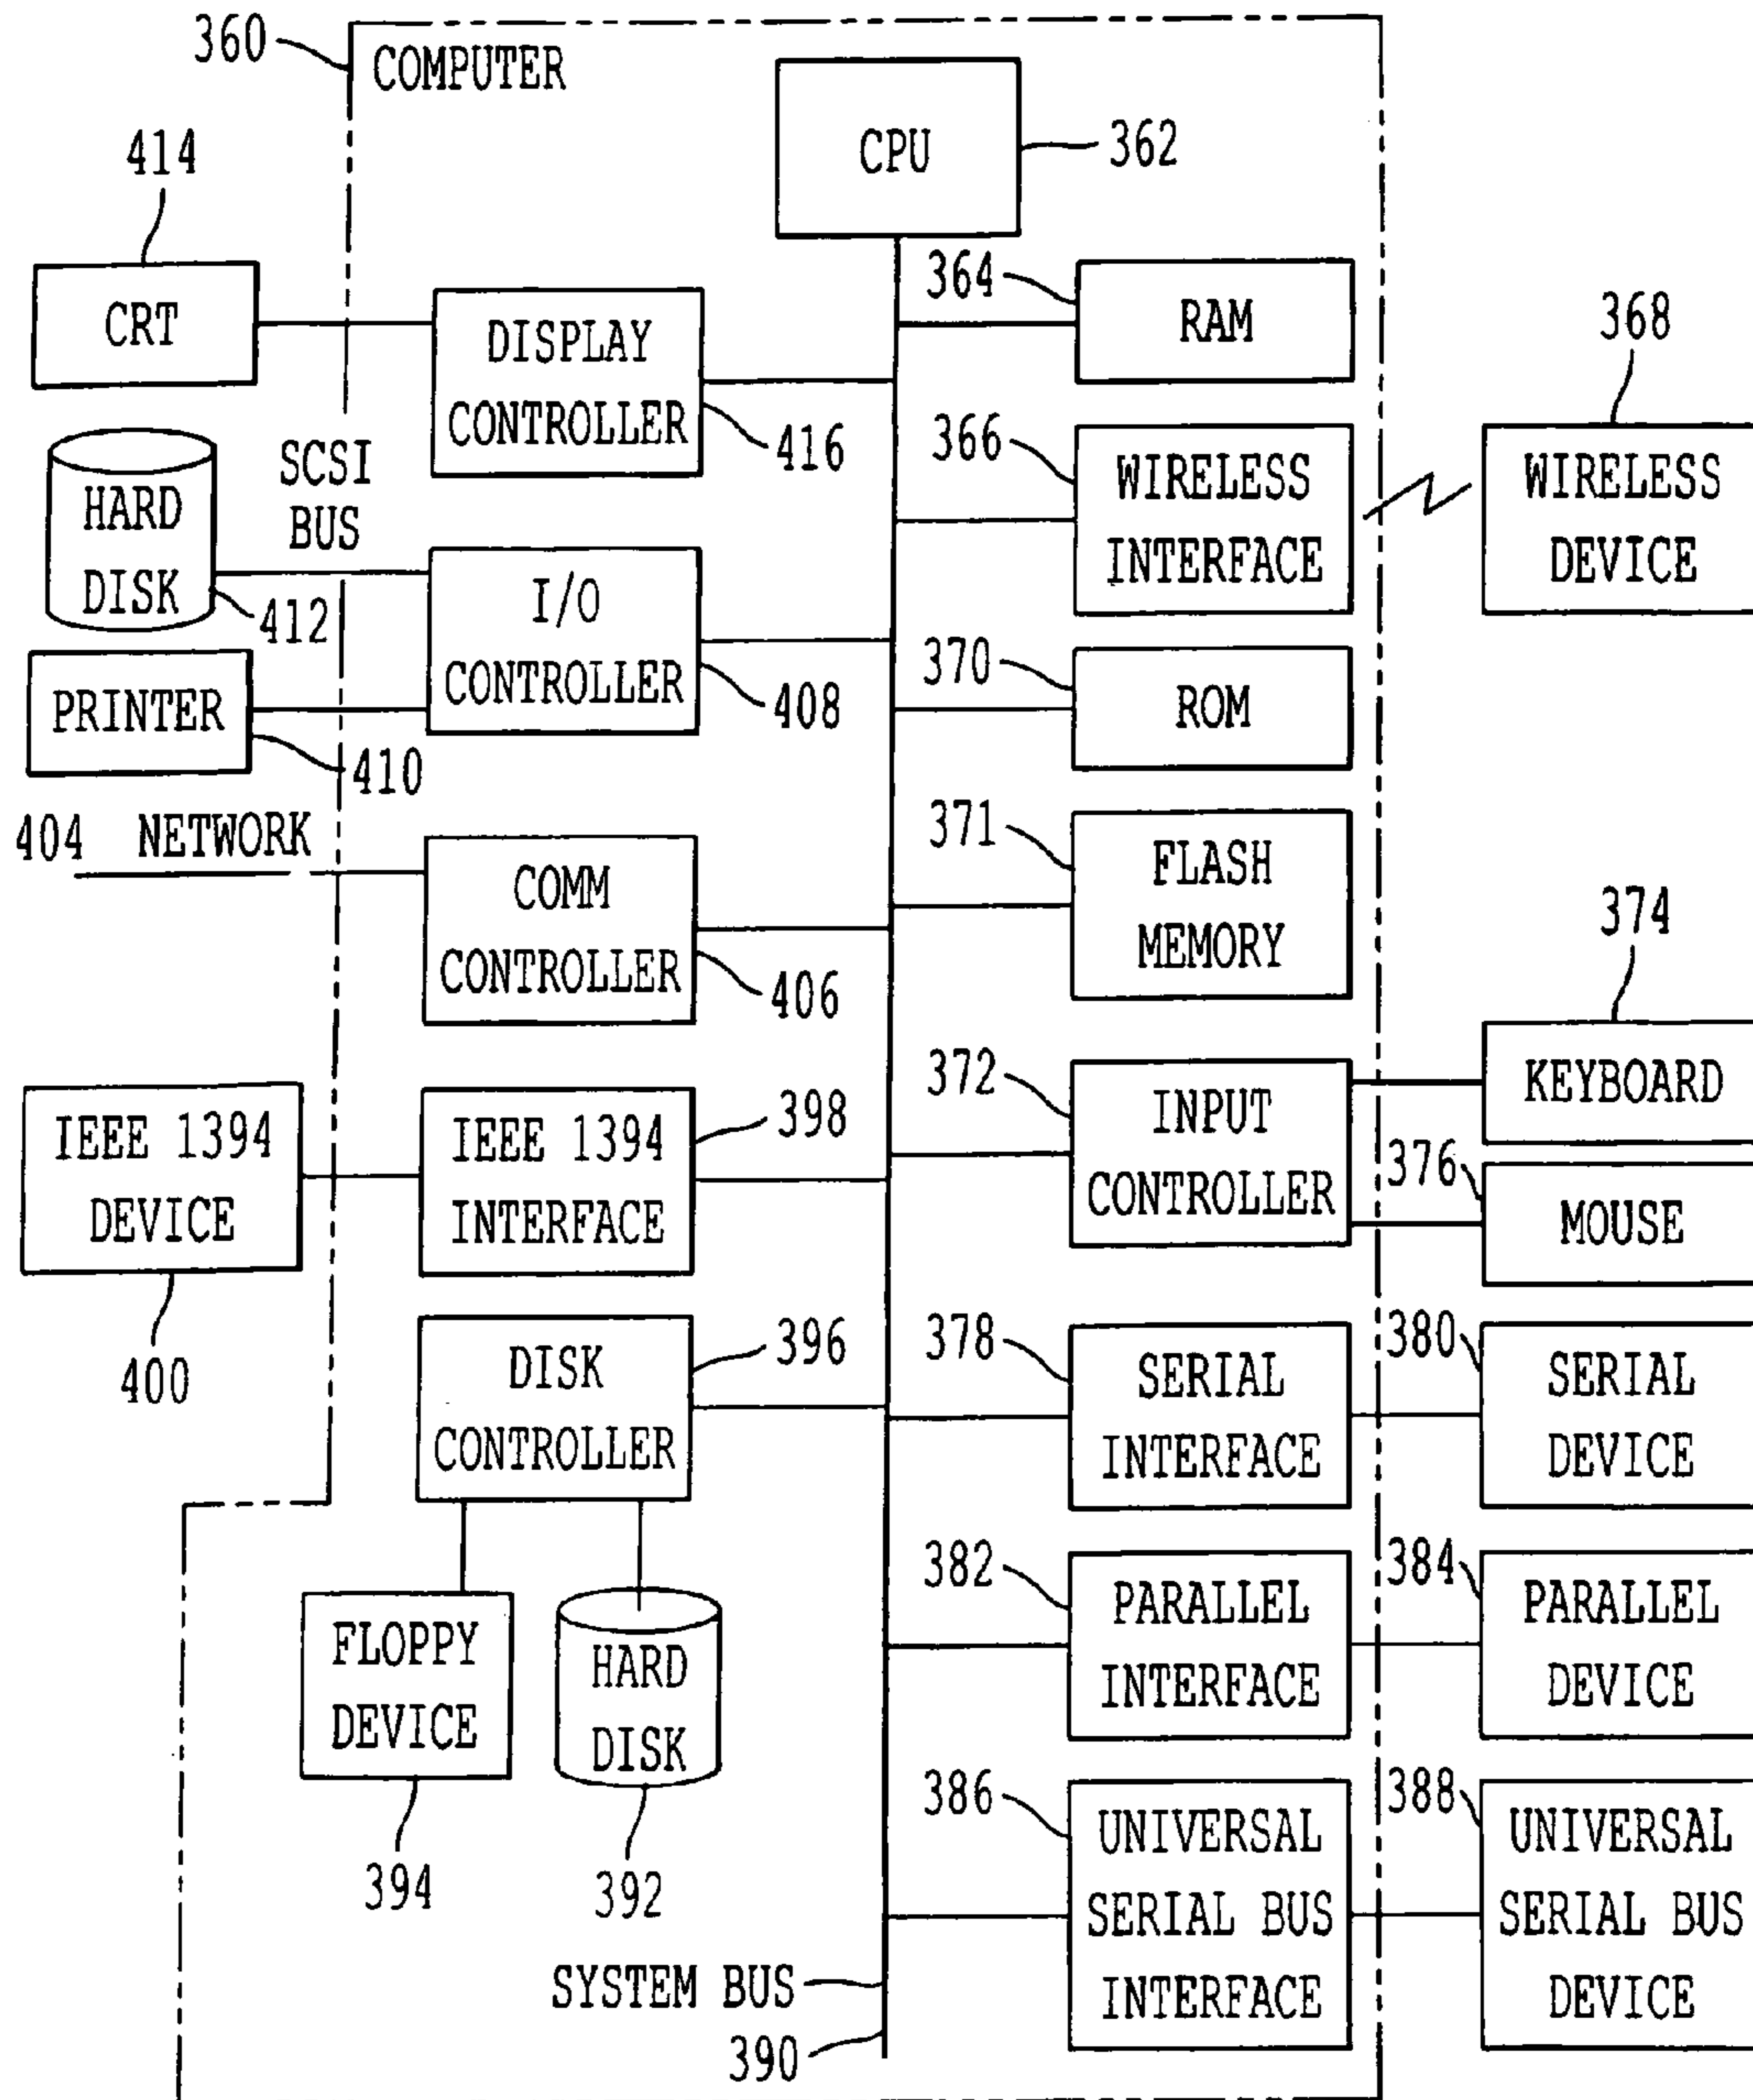 360
COMPUTER
CPU
362
414
CRT
DISPLAY
CONTROLLER
416
364
RAM
368
SCSI
BUS
HARD
DISK
412
366
WIRELESS
INTERFACE
WIRELESS
DEVICE
I/O
CONTROLLER
408
PRINTER
410
370
ROM
404 NETWORK
COMM
CONTROLLER
406
371
FLASH
MEMORY
374
KEYBOARD
372
INPUT
CONTROLLER
376
MOUSE
IEEE 1394
DEVICE
400
IEEE 1394
INTERFACE
398
DISK
CONTROLLER
396
378
SERIAL
INTERFACE
380
SERIAL
DEVICE
FLOPPY
DEVICE
394
HARD
DISK
392
382
PARALLEL
INTERFACE
384
PARALLEL
DEVICE
386
UNIVERSAL
SERIAL BUS
INTERFACE
388
UNIVERSAL
SERIAL BUS
DEVICE
SYSTEM BUS
390